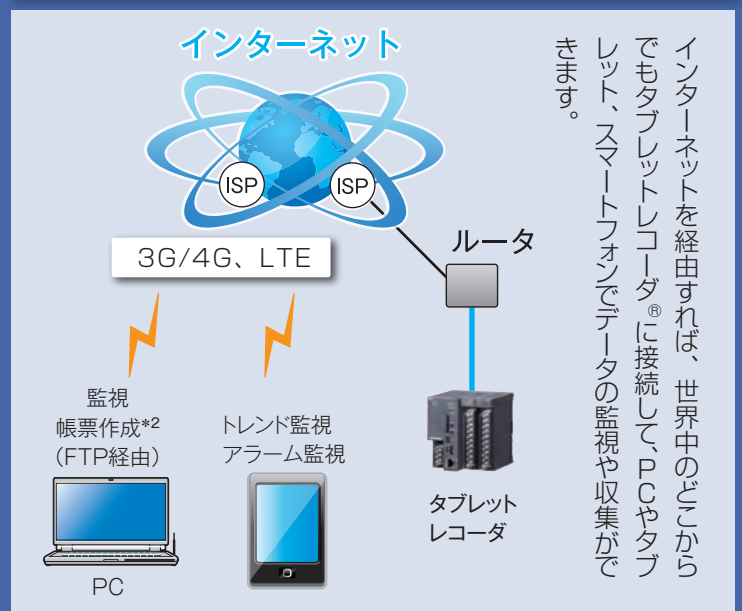 インターネット
ISP
ISP
3G/4G、LTE
ルータ
監視
帳票作成*2
（FTP経由）
PC
トレンド監視
アラーム監視
タブレット
レコーダ
インターネットを経由すれば、世界中のどこから
でもタブレットレコーダ®に接続して、PCやタブ
レット、スマートフォンでデータの監視や収集がで
きます。